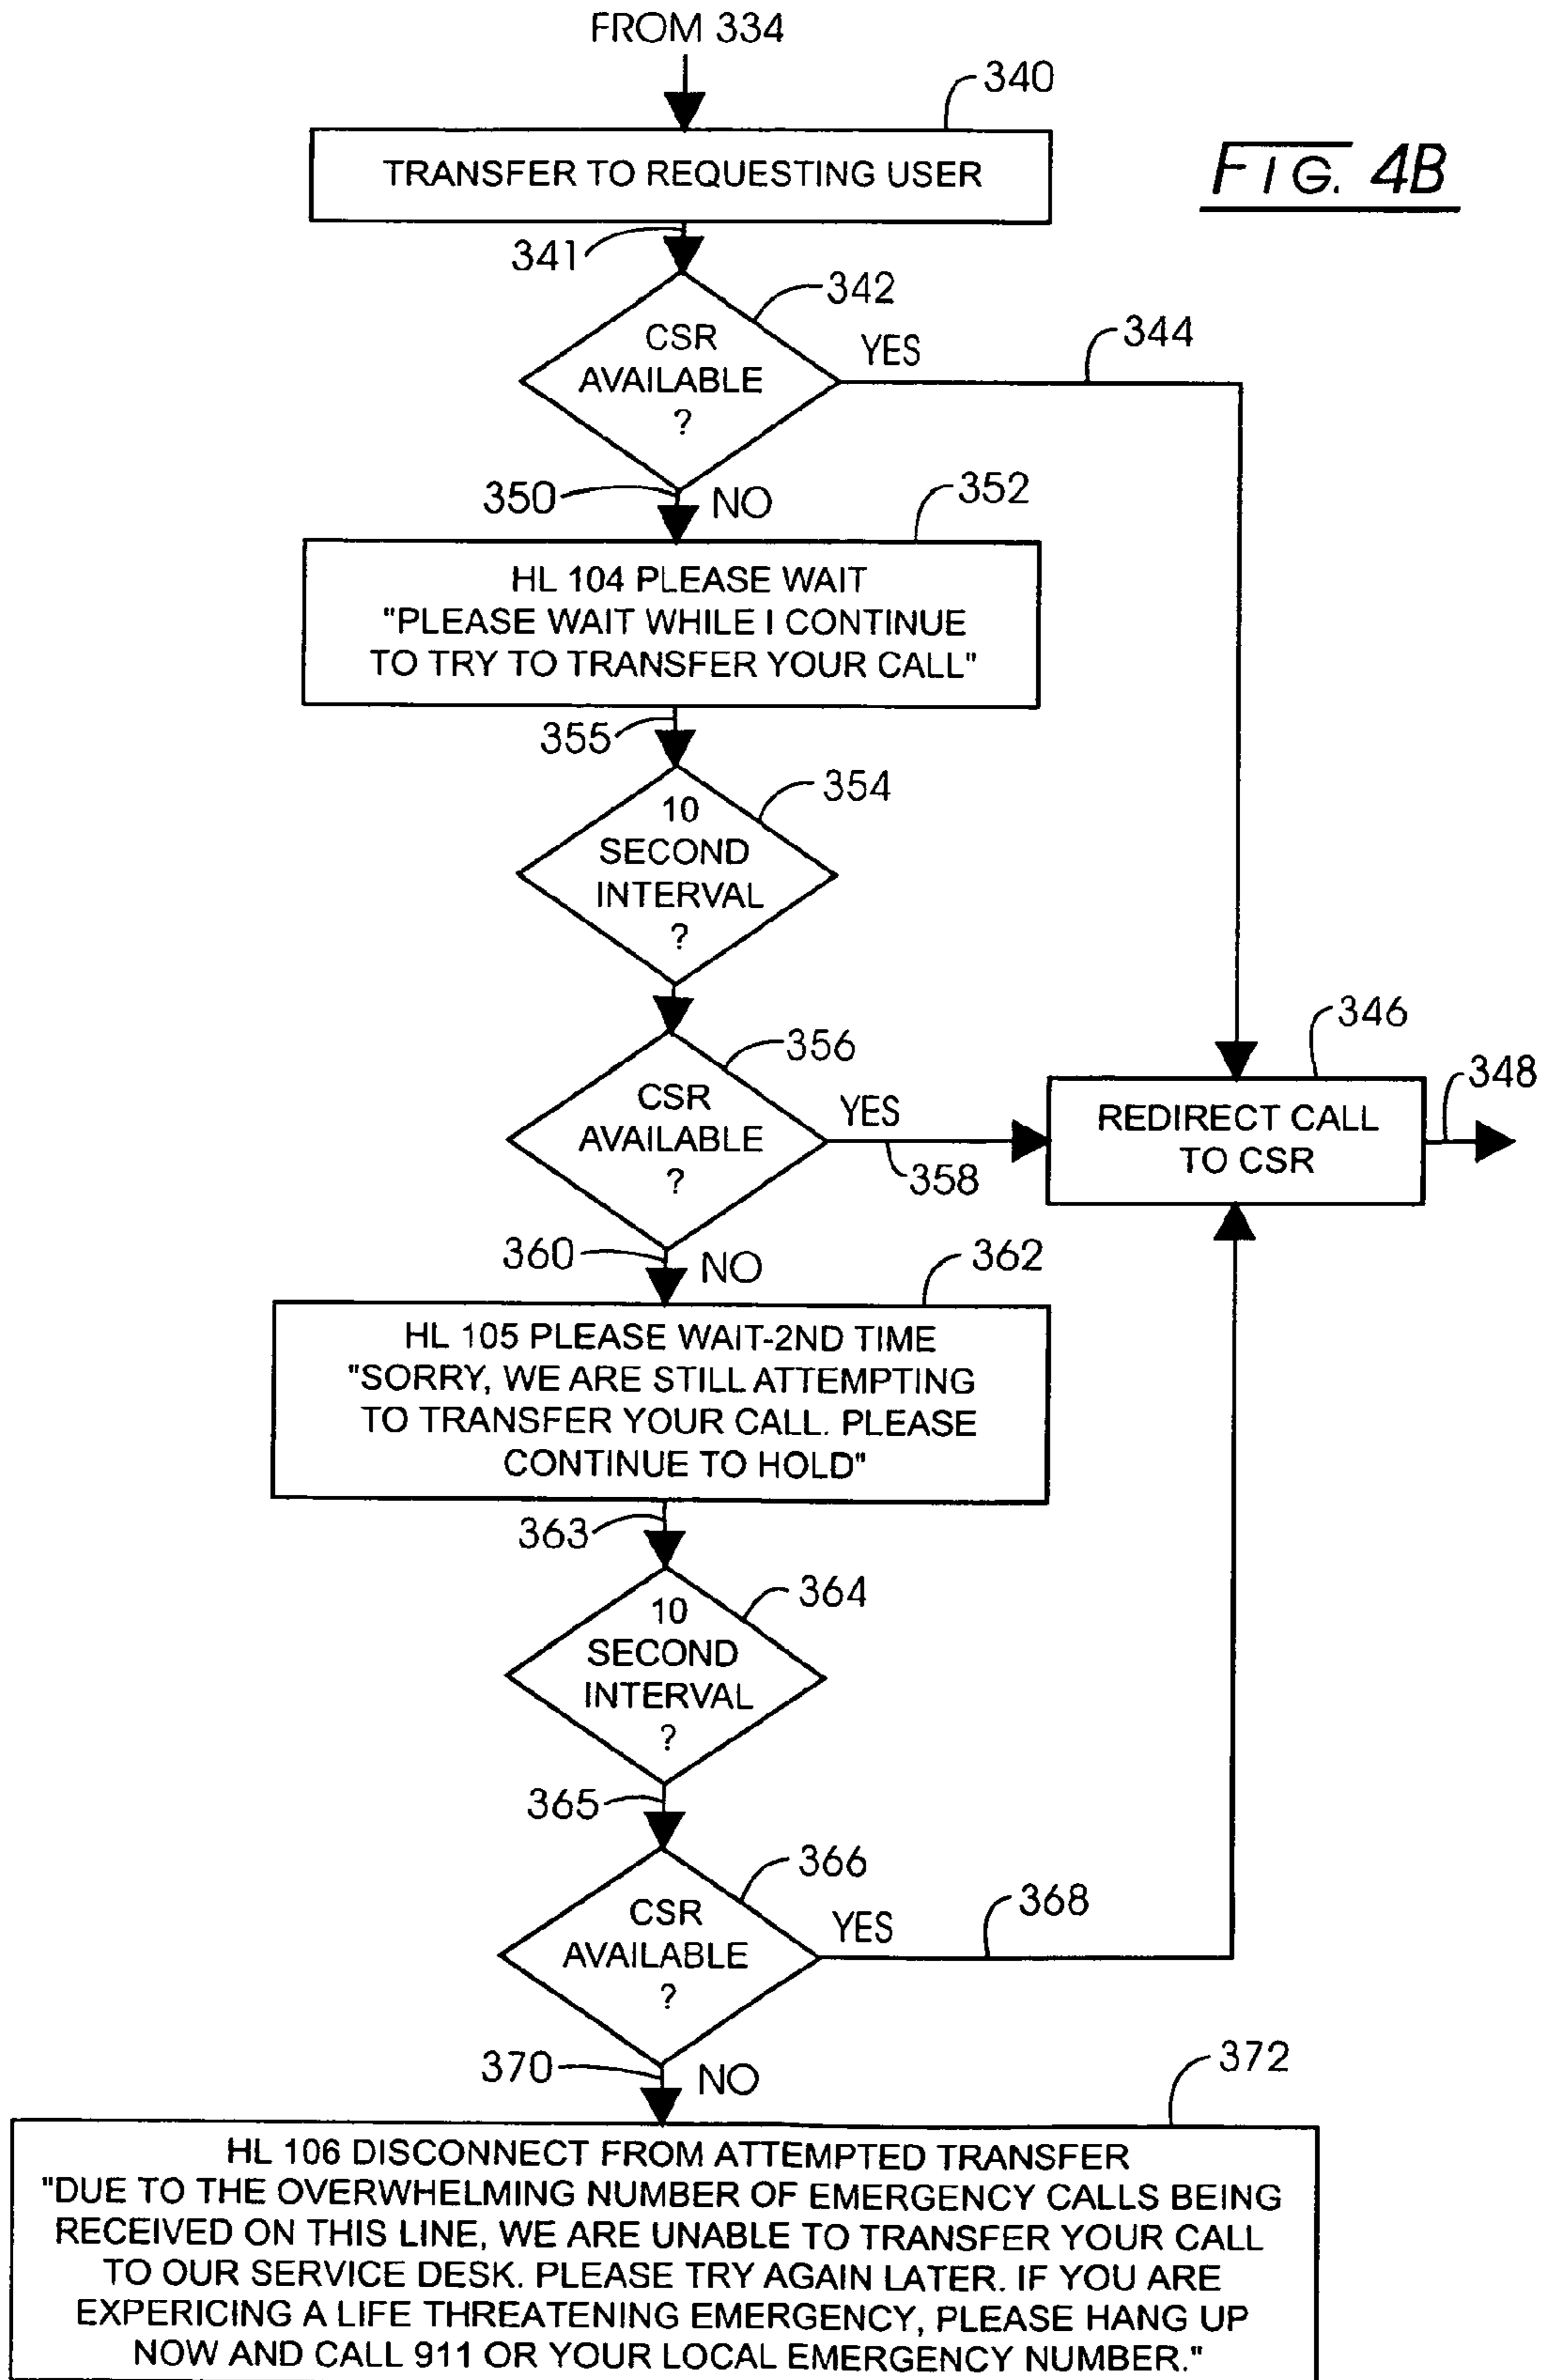 FROM 334
340
TRANSFER TO REQUESTING USER
FIG. 4B
341
342
CSR
AVAILABLE
?
YES
344
350
NO
352
HL 104 PLEASE WAIT
"PLEASE WAIT WHILE I CONTINUE
TO TRY TO TRANSFER YOUR CALL"
355
354
10
SECOND
INTERVAL
?
356
CSR
AVAILABLE
?
YES
358
346
REDIRECT CALL
TO CSR
348
360
NO
362
HL 105 PLEASE WAIT-2ND TIME
"SORRY, WE ARE STILL ATTEMPTING
TO TRANSFER YOUR CALL. PLEASE
CONTINUE TO HOLD"
363
364
10
SECOND
INTERVAL
?
365
366
CSR
AVAILABLE
?
YES
368
370
NO
372
HL 106 DISCONNECT FROM ATTEMPTED TRANSFER
"DUE TO THE OVERWHELMING NUMBER OF EMERGENCY CALLS BEING
RECEIVED ON THIS LINE, WE ARE UNABLE TO TRANSFER YOUR CALL
TO OUR SERVICE DESK. PLEASE TRY AGAIN LATER. IF YOU ARE
EXPERICING A LIFE THREATENING EMERGENCY, PLEASE HANG UP
NOW AND CALL 911 OR YOUR LOCAL EMERGENCY NUMBER."